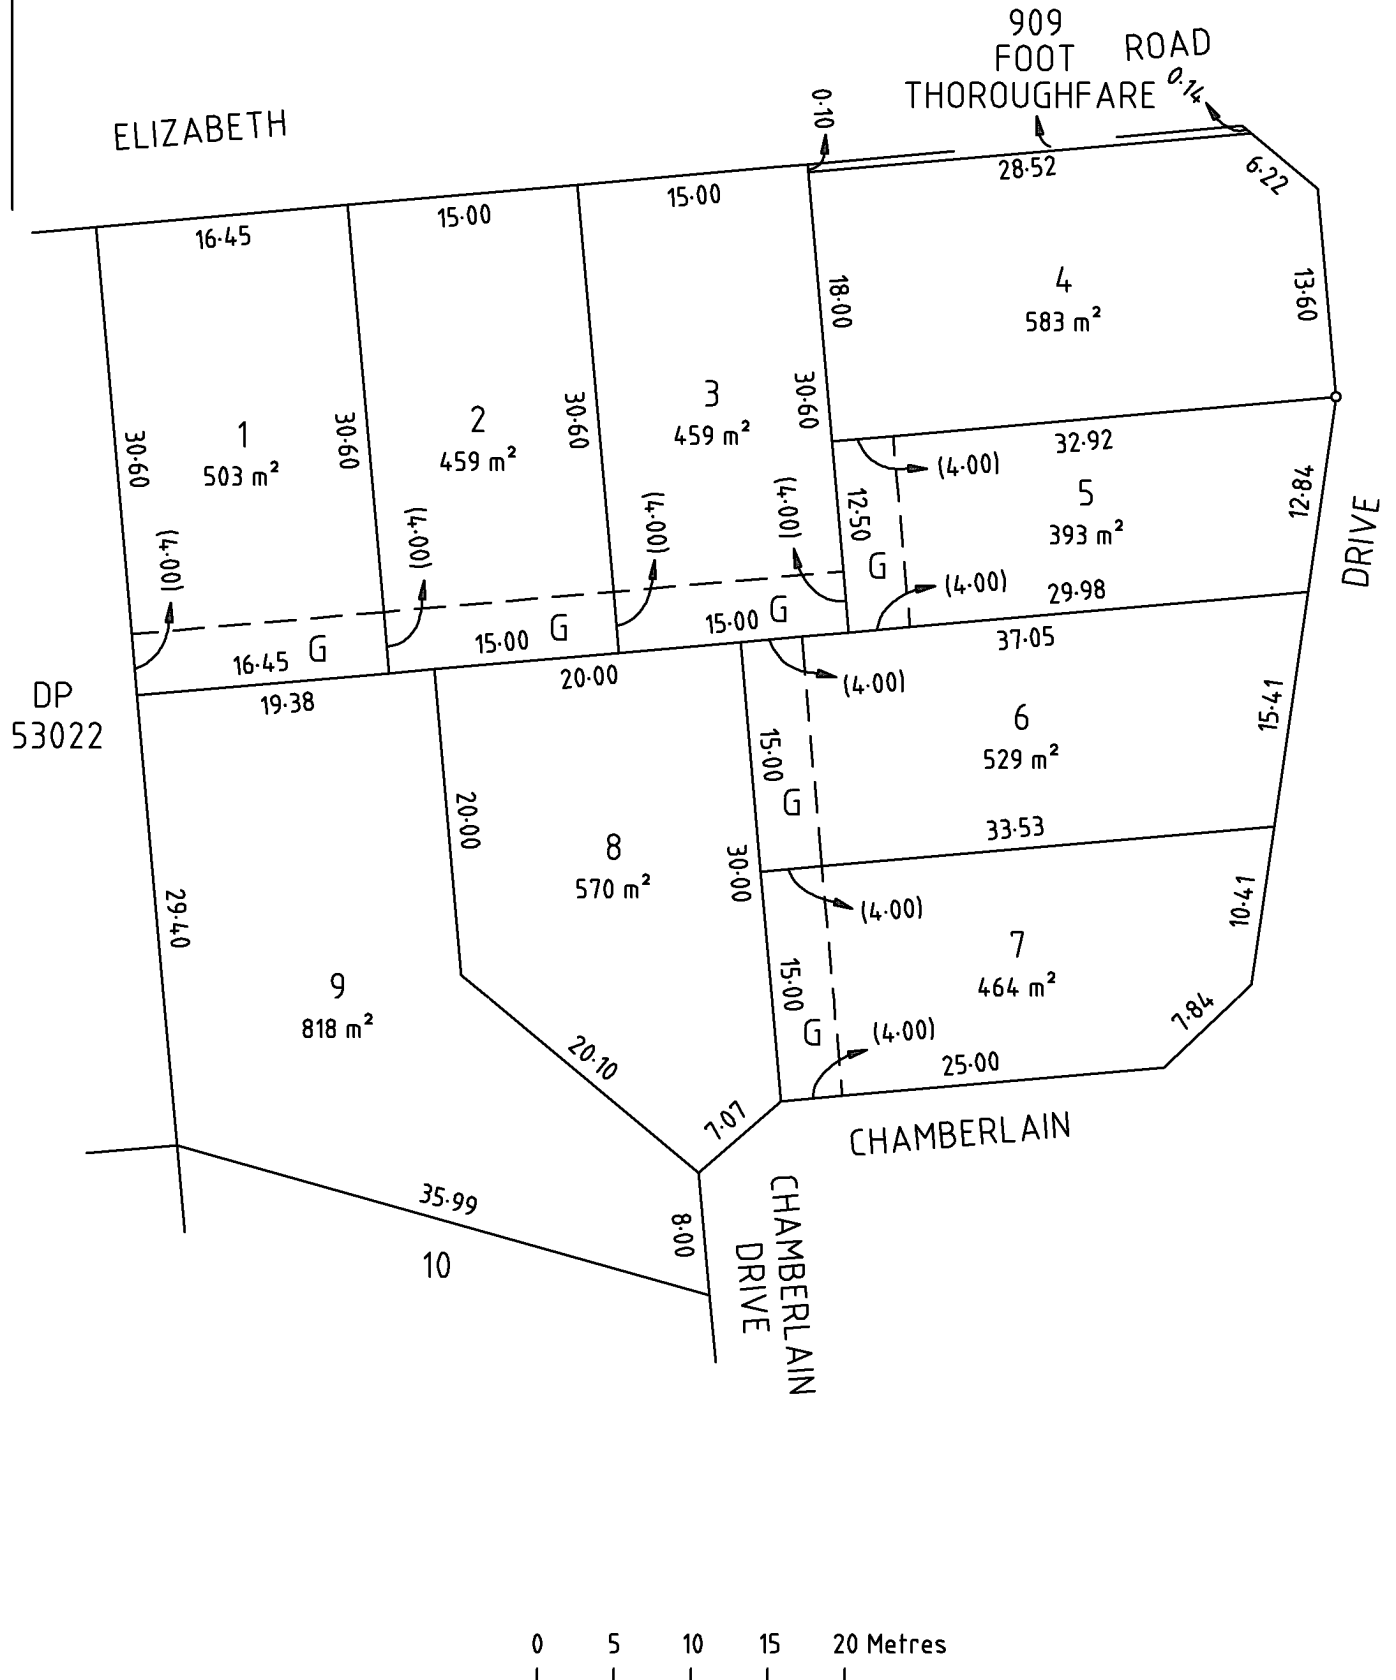 909
FOOT
THOROUGHFARE
ROAD
0·14
ELIZABETH
0·10
28·52
6·22
16·45
15·00
15·00
18·00
4
583 m²
13·60
30·60
1
503 m²
30·60
2
459 m²
30·60
3
459 m²
30·60
32·92
(4·00)
(4·00)
(4·00)
(4·00)
(4·00)
12·50
G
5
393 m²
12·84
DRIVE
(4·00)
29·98
16·45 G
15·00 G
15·00 G
37·05
DP
53022
19·38
20·00
(4·00)
15·00
G
6
529 m²
15·41
20·00
33·53
8
570 m²
30·00
29·40
(4·00)
10·41
9
818 m²
15·00
G
7
464 m²
(4·00)
7·84
20·10
25·00
7·07
CHAMBERLAIN
35·99
8·00
CHAMBERLAIN
DRIVE
10
0 5 10 15 20 Metres